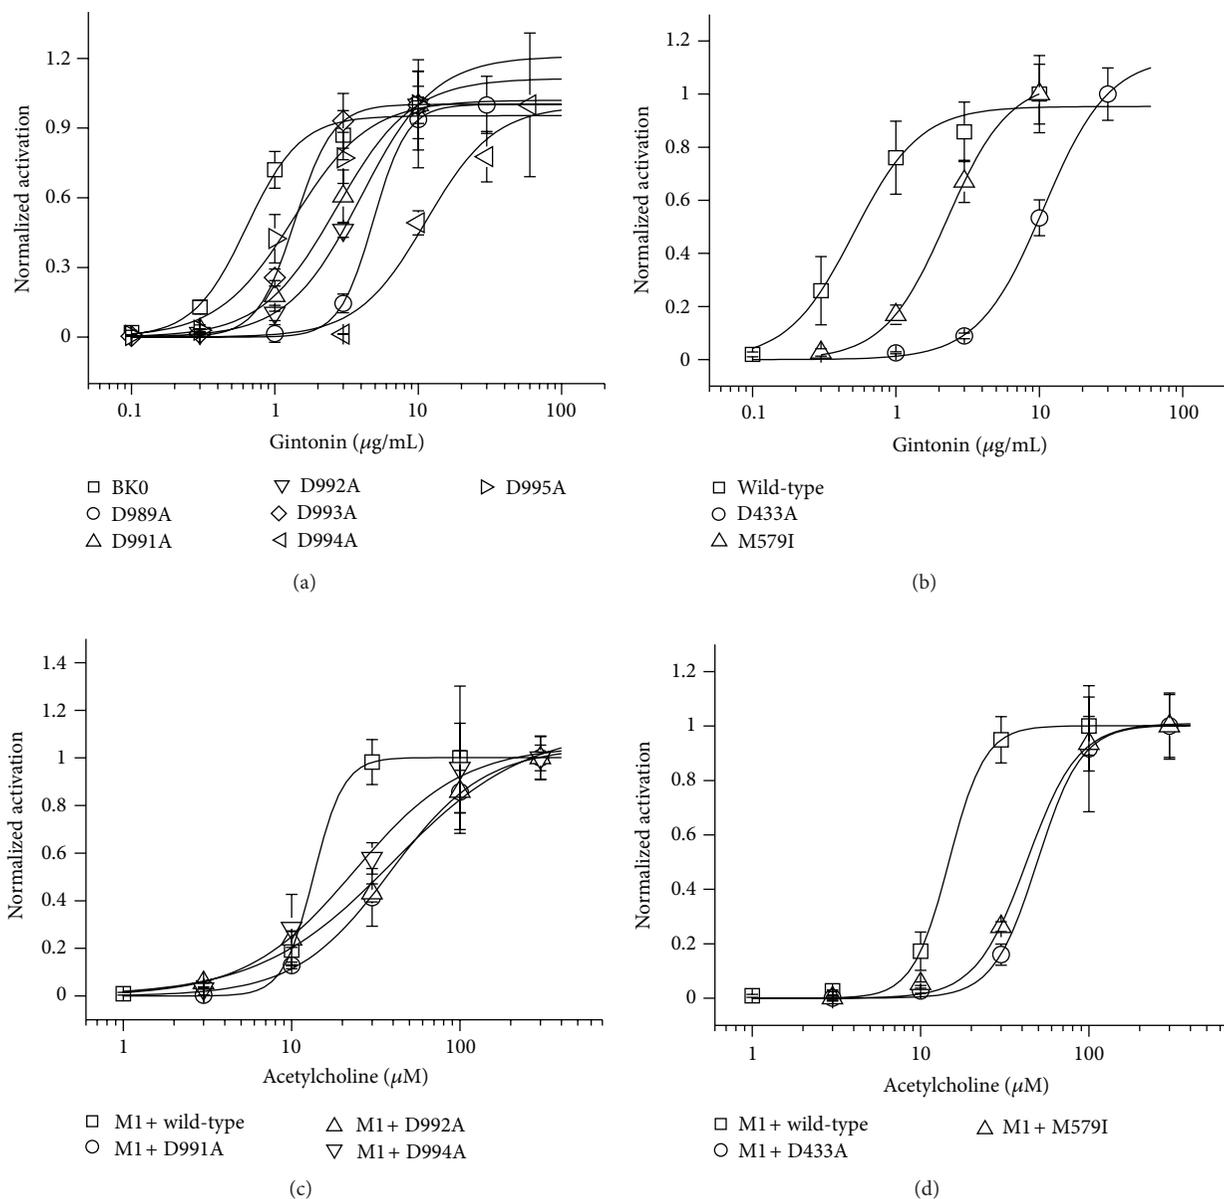 1.2
0.9
0.6
0.3
0
Normalized activation
0.1 1 10 100
Gintonin (μg/mL)
BK0 D992A D995A
D989A D993A
D991A D994A
(a)
1.2
1
0.8
0.6
0.4
0.2
0
Normalized activation
0.1 1 10 100
Gintonin (μg/mL)
Wild-type
D433A
M579I
(b)
1.4
1.2
1
0.8
0.6
0.4
0.2
0
Normalized activation
1 10 100
Acetylcholine (μM)
M1+ wild-type M1+ D992A
M1+ D991A M1+ D994A
(c)
1.2
1
0.8
0.6
0.4
0.2
0
Normalized activation
1 10 100
Acetylcholine (μM)
M1+ wild-type M1+ M579I
M1+ D433A
(d)